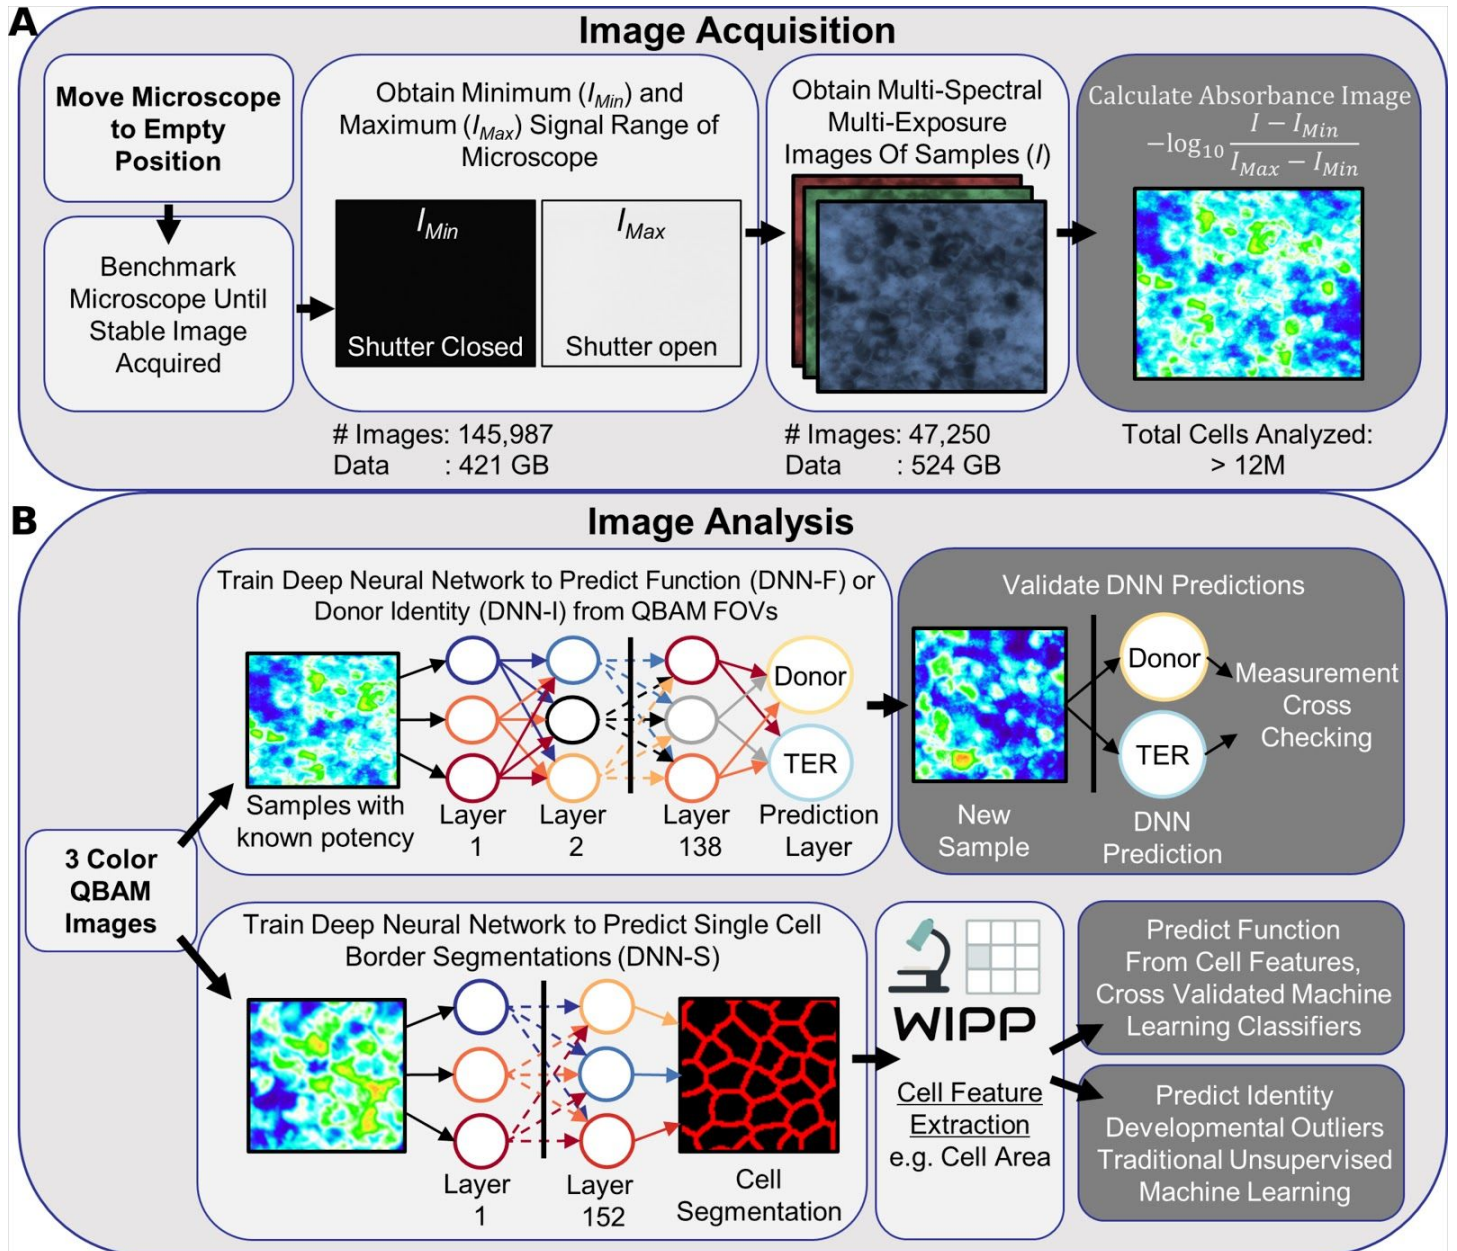 A
Image Acquisition
Move Microscope
to Empty
Position
Benchmark
Microscope Until
Stable Image
Acquired
Obtain Minimum (I_Min) and
Maximum (I_Max) Signal Range of
Microscope
I_Min
Shutter Closed
I_Max
Shutter open
# Images: 145,987
Data : 421 GB
Obtain Multi-Spectral
Multi-Exposure
Images Of Samples (I)
# Images: 47,250
Data : 524 GB
Calculate Absorbance Image
−log₁₀ (I − I_Min)/(I_Max − I_Min)
Total Cells Analyzed:
> 12M
B
Image Analysis
3 Color
QBAM
Images
Train Deep Neural Network to Predict Function (DNN-F) or
Donor Identity (DNN-I) from QBAM FOVs
Samples with
known potency
Layer
1
Layer
2
Layer
138
Donor
TER
Prediction
Layer
Validate DNN Predictions
New
Sample
Donor
TER
DNN
Prediction
Measurement
Cross
Checking
Train Deep Neural Network to Predict Single Cell
Border Segmentations (DNN-S)
Layer
1
Layer
152
Cell
Segmentation
WIPP
Cell Feature
Extraction
e.g. Cell Area
Predict Function
From Cell Features,
Cross Validated Machine
Learning Classifiers
Predict Identity
Developmental Outliers
Traditional Unsupervised
Machine Learning